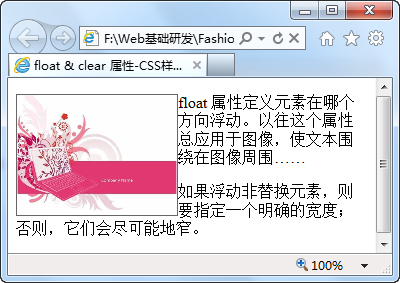 F:\Web基础研发\Fashio
float & clear 属性-CSS样...
float 属性定义元素在哪个
方向浮动。以往这个属性
总应用于图像，使文本围
绕在图像周围……
Company Name
如果浮动非替换元素，则
要指定一个明确的宽度；
否则，它们会尽可能地窄。
100%